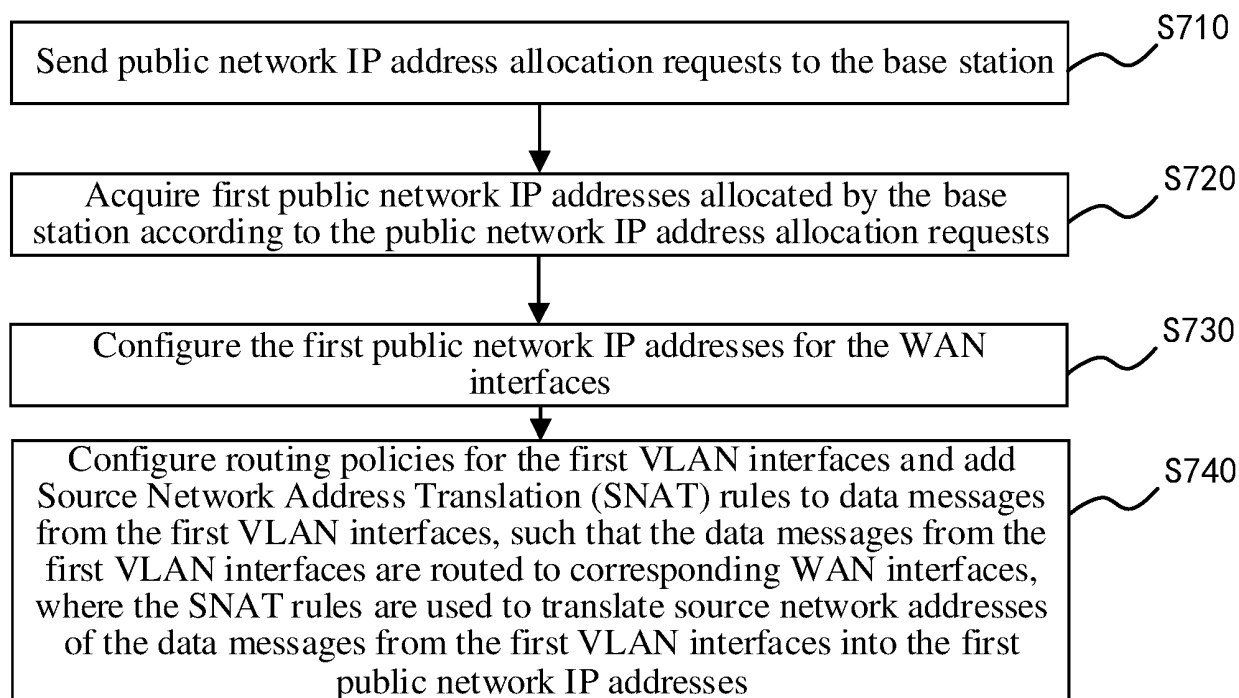 S710
Send public network IP address allocation requests to the base station
S720
Acquire first public network IP addresses allocated by the base
station according to the public network IP address allocation requests
S730
Configure the first public network IP addresses for the WAN
interfaces
S740
Configure routing policies for the first VLAN interfaces and add
Source Network Address Translation (SNAT) rules to data messages
from the first VLAN interfaces, such that the data messages from the
first VLAN interfaces are routed to corresponding WAN interfaces,
where the SNAT rules are used to translate source network addresses
of the data messages from the first VLAN interfaces into the first
public network IP addresses